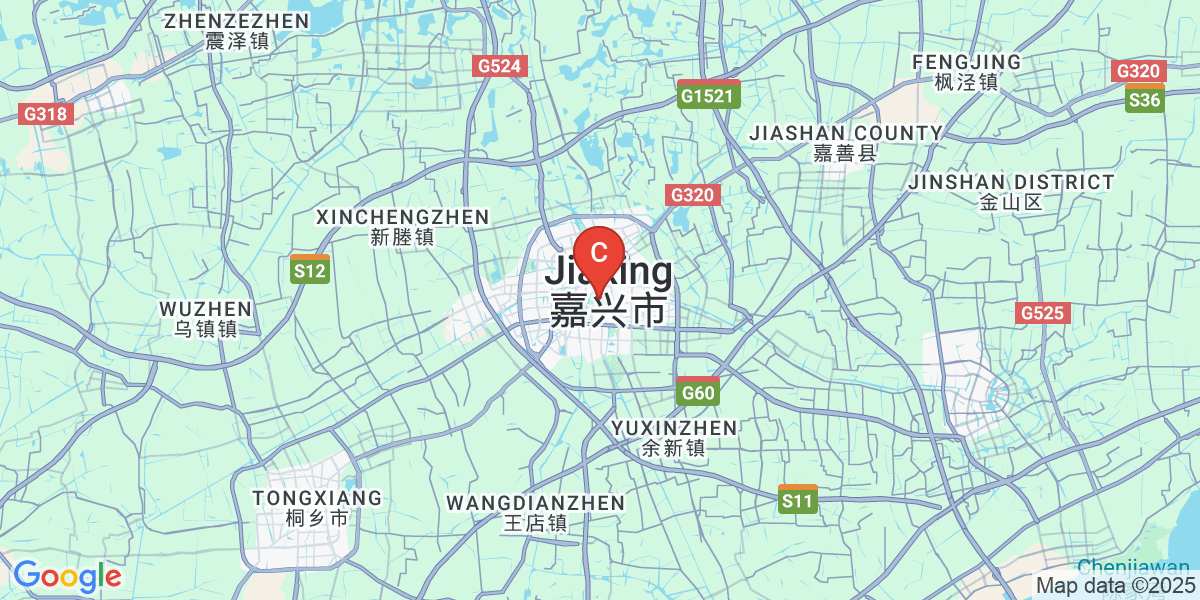 ZHENZEZHEN
震泽镇
G524
FENGJING
枫泾镇
G320
G1521
S36
G318
JIASHAN COUNTY
嘉善县
JINSHAN DISTRICT
金山区
G320
XINCHENGZHEN
新塍镇
C
S12
Jiaxing
嘉兴市
WUZHEN
乌镇镇
G525
G60
YUXINZHEN
余新镇
TONGXIANG
桐乡市
WANGDIANZHEN
王店镇
S11
Chenjiawan
Google
Map data ©2025